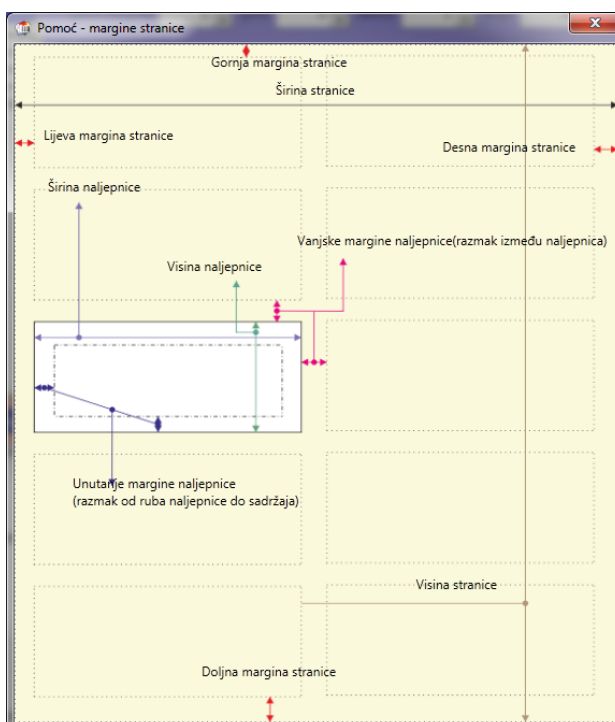 Pomoć - margine stranice
Gornja margina stranice
Širina stranice
Lijeva margina stranice
Desna margina stranice
Širina naljepnice
Vanjske margine naljepnice(razmak između naljepnica)
Visina naljepnice
Unutanje margine naljepnice
(razmak od ruba naljepnice do sadržaja)
Visina stranice
Doljna margina stranice